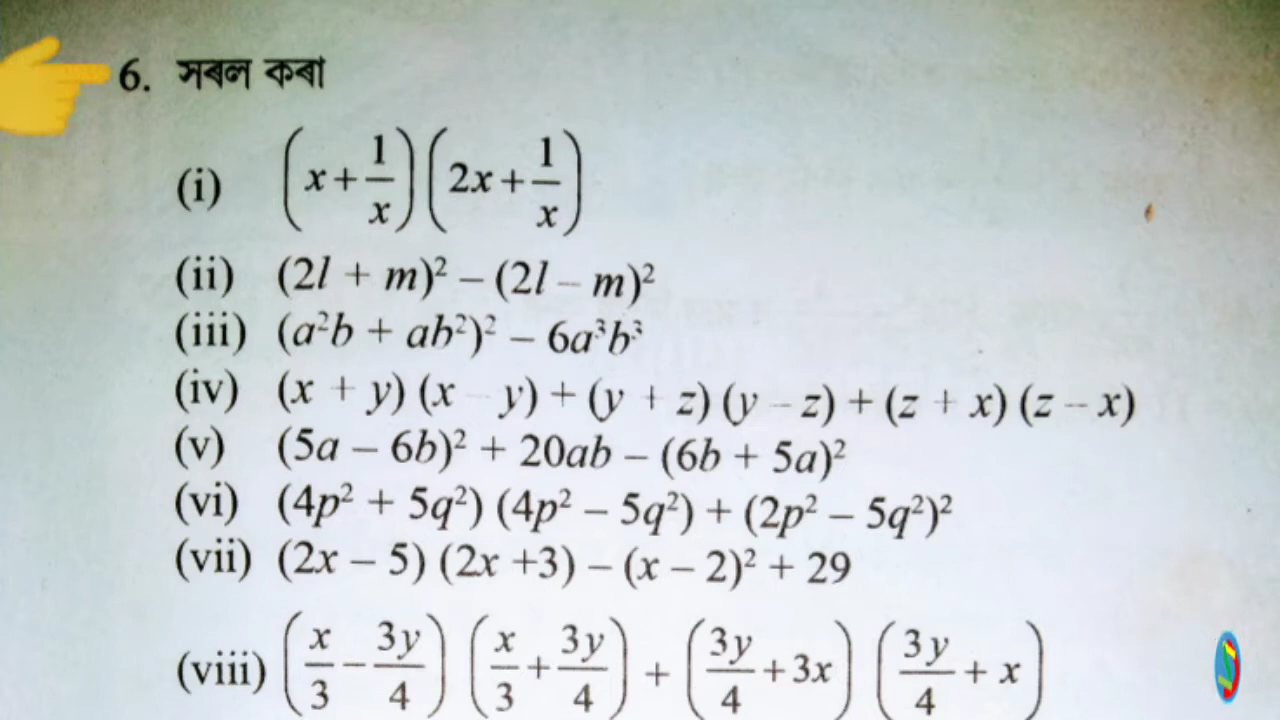 6. সৰল কৰা
(i) (x + 1/x) (2x + 1/x)
(ii) (2l + m)² – (2l – m)²
(iii) (a²b + ab²)² – 6a³b³
(iv) (x + y) (x – y) + (y + z) (y – z) + (z + x) (z – x)
(v) (5a – 6b)² + 20ab – (6b + 5a)²
(vi) (4p² + 5q²) (4p² – 5q²) + (2p² – 5q²)²
(vii) (2x – 5) (2x +3) – (x – 2)² + 29
(viii) (x/3 – 3y/4) (x/3 + 3y/4) + (3y/4 + 3x) (3y/4 + x)